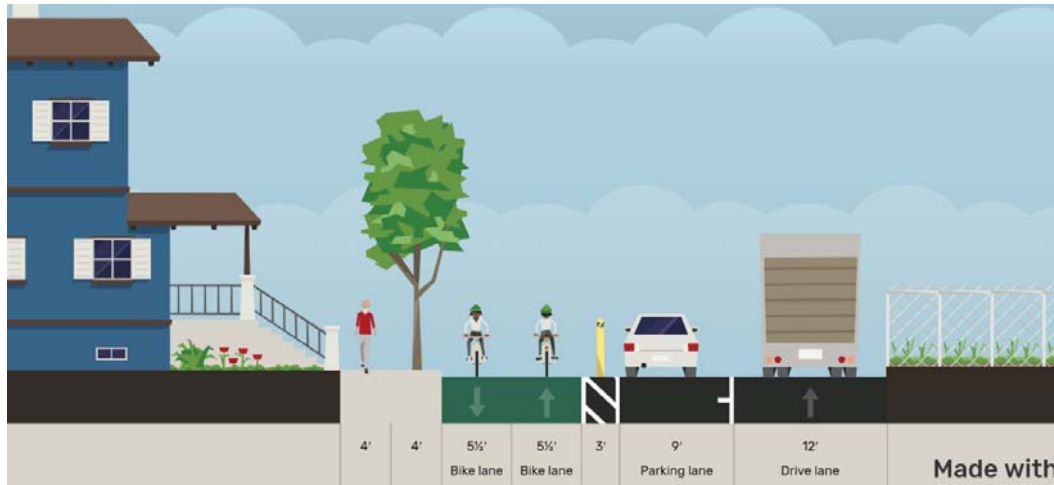 4' 4' 5½' 5½' 3' 9' 12'
Bike lane Bike lane Parking lane Drive lane
Made with